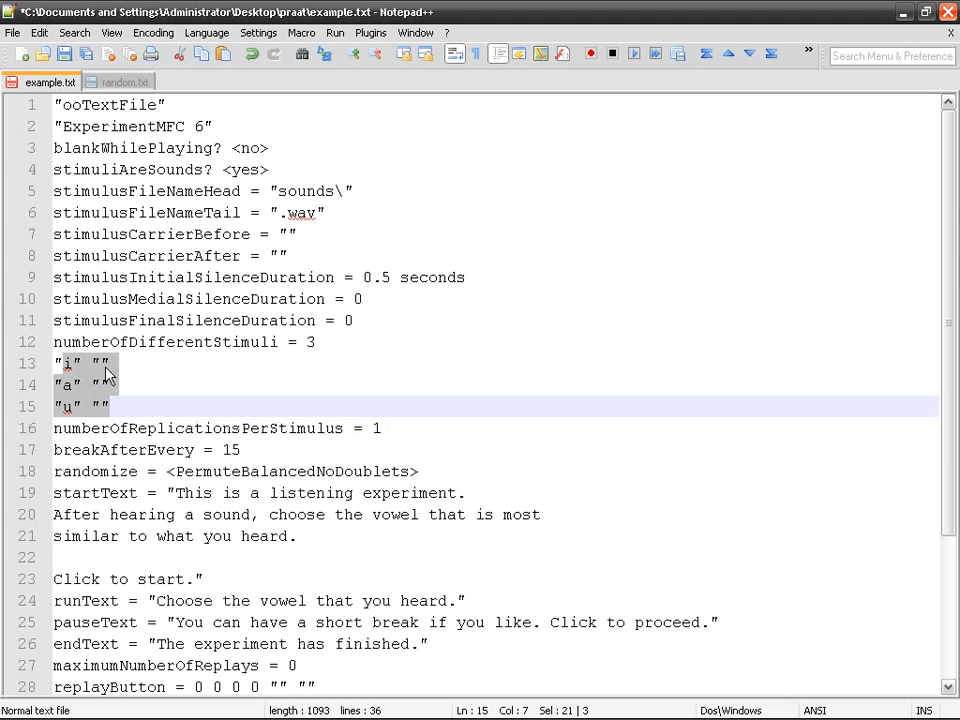 *C:\Documents and Settings\Administrator\Desktop\praat\example.txt - Notepad++
File Edit Search View Encoding Language Settings Macro Run Plugins Window ? X
» Search Menu & Preference
example.txt random.txt
1 "ooTextFile"
2 "ExperimentMFC 6"
3 blankWhilePlaying? <no>
4 stimuliAreSounds? <yes>
5 stimulusFileNameHead = "sounds\"
6 stimulusFileNameTail = ".wav"
7 stimulusCarrierBefore = ""
8 stimulusCarrierAfter = ""
9 stimulusInitialSilenceDuration = 0.5 seconds
10 stimulusMedialSilenceDuration = 0
11 stimulusFinalSilenceDuration = 0
12 numberOfDifferentStimuli = 3
13 "i" ""
14 "a" ""
15 "u" ""
16 numberOfReplicationsPerStimulus = 1
17 breakAfterEvery = 15
18 randomize = <PermuteBalancedNoDoublets>
19 startText = "This is a listening experiment.
20 After hearing a sound, choose the vowel that is most
21 similar to what you heard.
22
23 Click to start."
24 runText = "Choose the vowel that you heard."
25 pauseText = "You can have a short break if you like. Click to proceed."
26 endText = "The experiment has finished."
27 maximumNumberOfReplays = 0
28 replayButton = 0 0 0 0 "" ""
Normal text file length : 1093 lines : 36 Ln : 15 Col : 7 Sel : 21 | 3 Dos\Windows ANSI INS